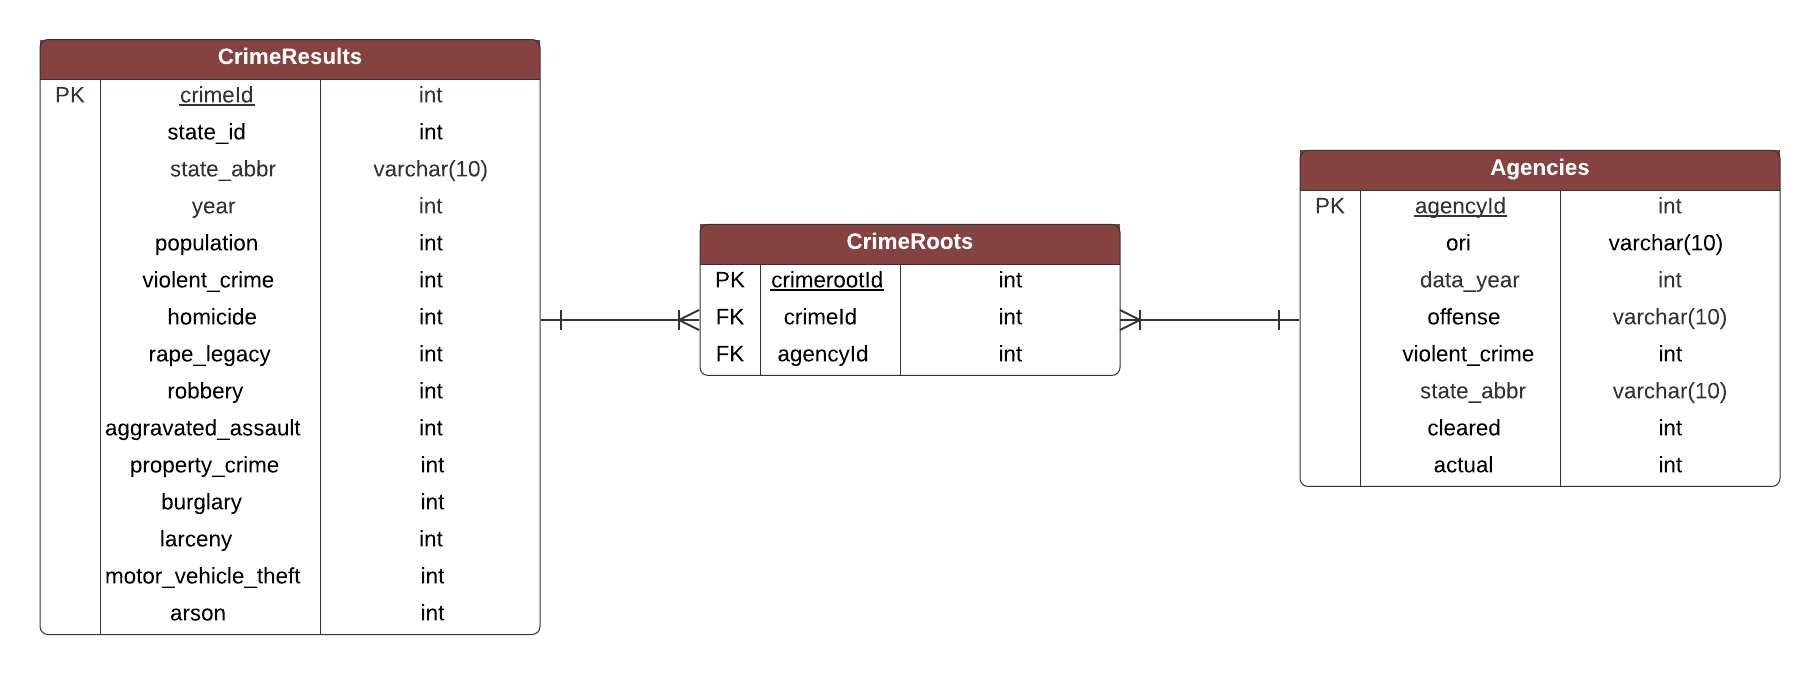 CrimeResults
PK crimeId int
state_id int
state_abbr varchar(10)
year int
population int
violent_crime int
homicide int
rape_legacy int
robbery int
aggravated_assault int
property_crime int
burglary int
larceny int
motor_vehicle_theft int
arson int
CrimeRoots
PK crimerootId int
FK crimeId int
FK agencyId int
Agencies
PK agencyId int
ori varchar(10)
data_year int
offense varchar(10)
violent_crime int
state_abbr varchar(10)
cleared int
actual int